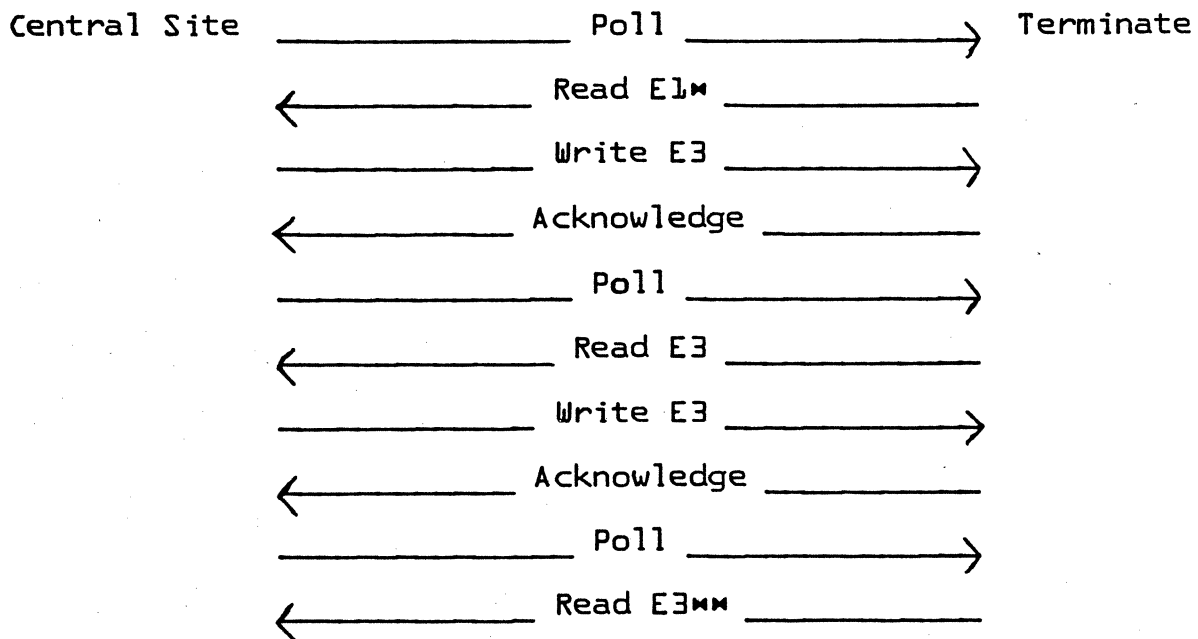 Central Site Poll Terminate
Read E1*
Write E3
Acknowledge
Poll
Read E3
Write E3
Acknowledge
Poll
Read E3**